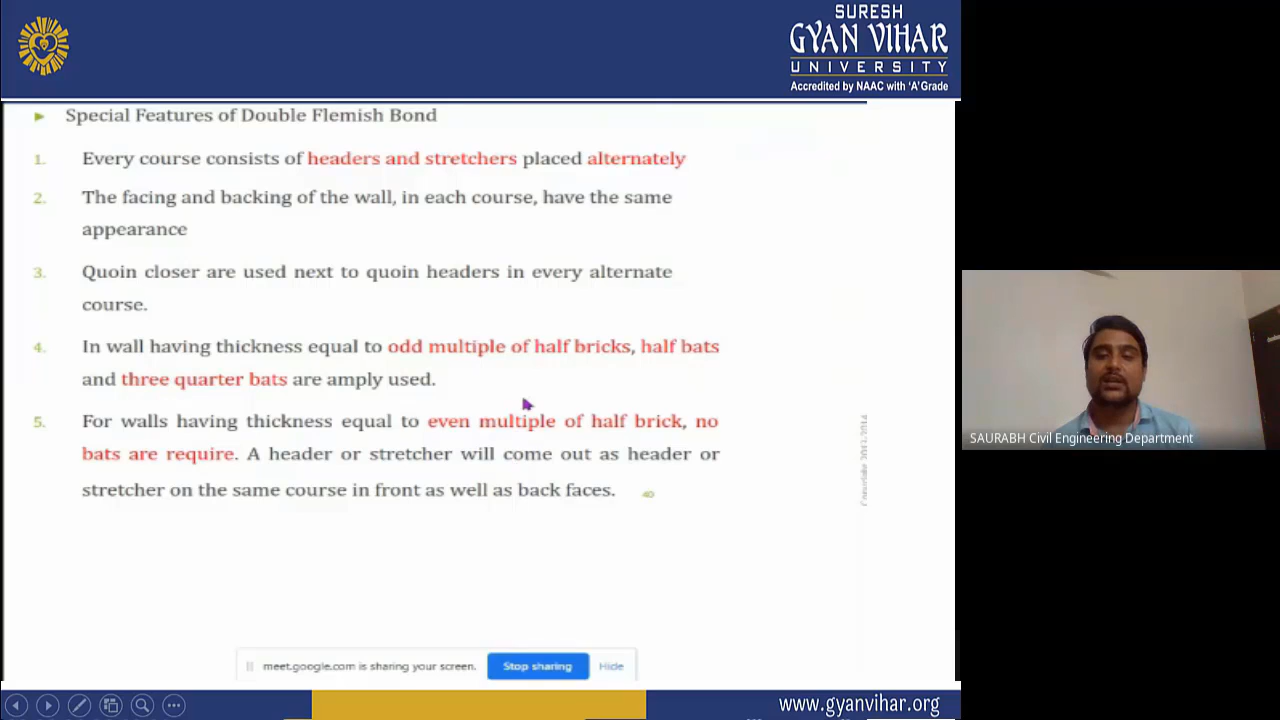 SURESH
GYAN VIHAR
UNIVERSITY
Accredited by NAAC with 'A' Grade
Special Features of Double Flemish Bond
1. Every course consists of headers and stretchers placed alternately
2. The facing and backing of the wall, in each course, have the same
appearance
3. Quoin closer are used next to quoin headers in every alternate
course.
4. In wall having thickness equal to odd multiple of half bricks, half bats
and three quarter bats are amply used.
5. For walls having thickness equal to even multiple of half brick, no
bats are require. A header or stretcher will come out as header or
stretcher on the same course in front as well as back faces.
40
SAURABH Civil Engineering Department
meet.google.com is sharing your screen. Stop sharing Hide
www.gyanvihar.org